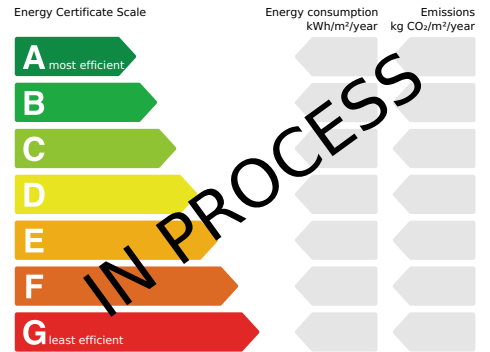 Energy Certificate Scale
Energy consumption
kWh/m²/year
Emissions
kg CO₂/m²/year
A most efficient
B
C
D
E
F
G least efficient
IN PROCESS